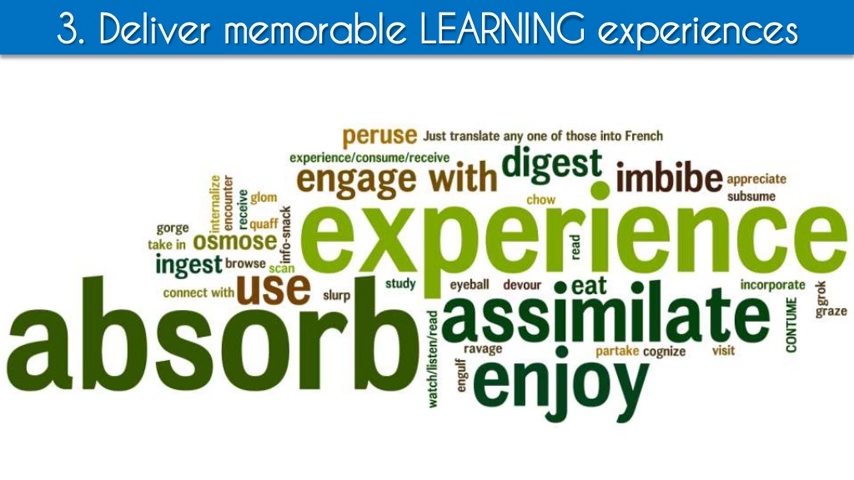 3. Deliver memorable LEARNING experiences
peruse
Just translate any one of those into French
experience/consume/receive
digest
engage with
imbibe
appreciate
subsume
internalize
encounter
receive
glom
chow
experience
quaff
gorge
info-snack
take in
osmose
read
ingest
browse
scan
connect with
use
slurp
study
eyeball
devour
eat
incorporate
grok
graze
absorb
assimilate
CONTUME
watch/listen/read
ravage
partake
cognize
visit
engulf
enjoy